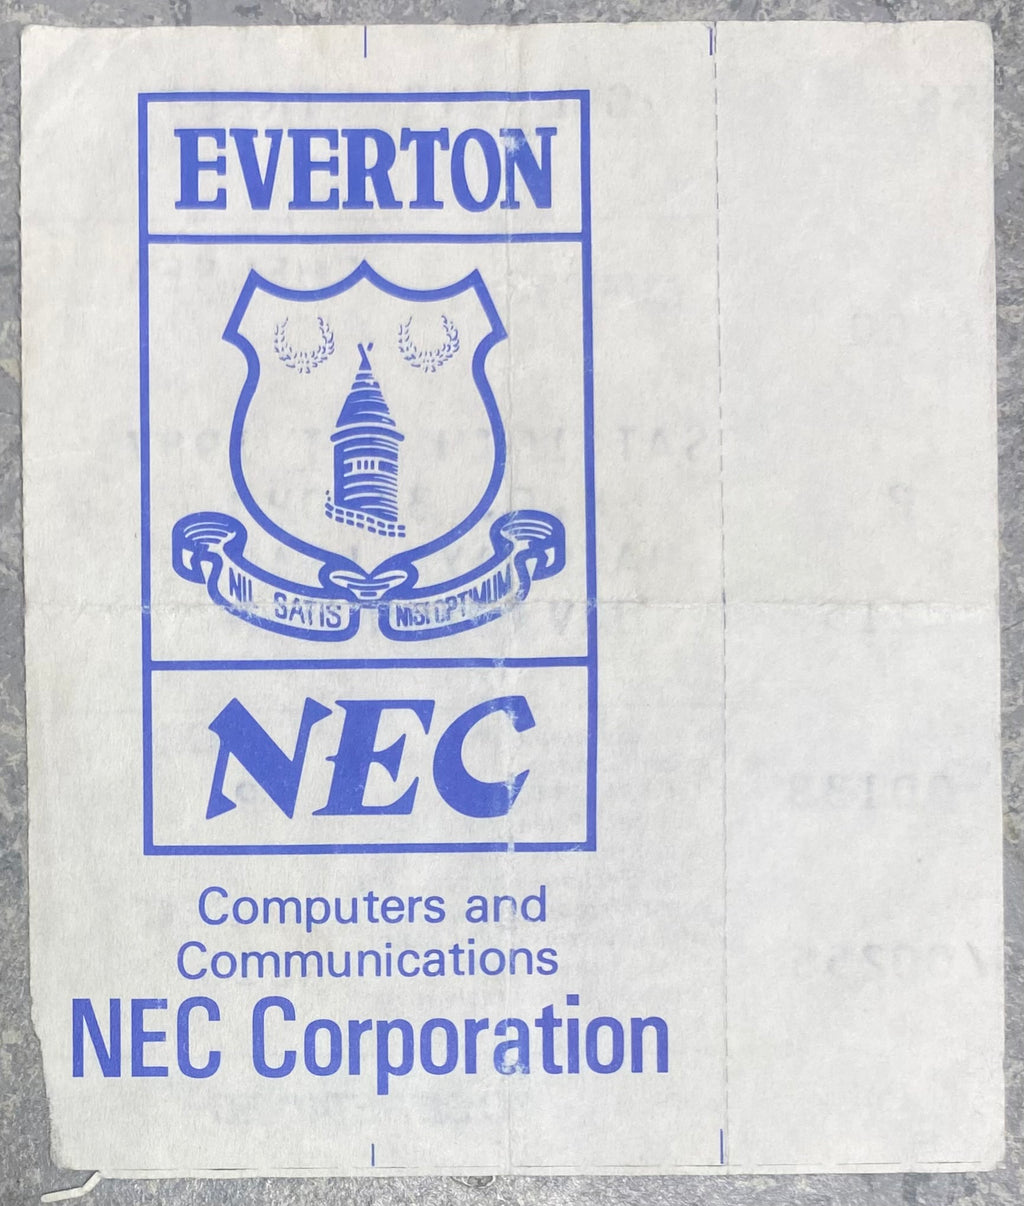 EVERTON
NIL SATIS NISI OPTIMUM
NEC
Computers and
Communications
NEC Corporation